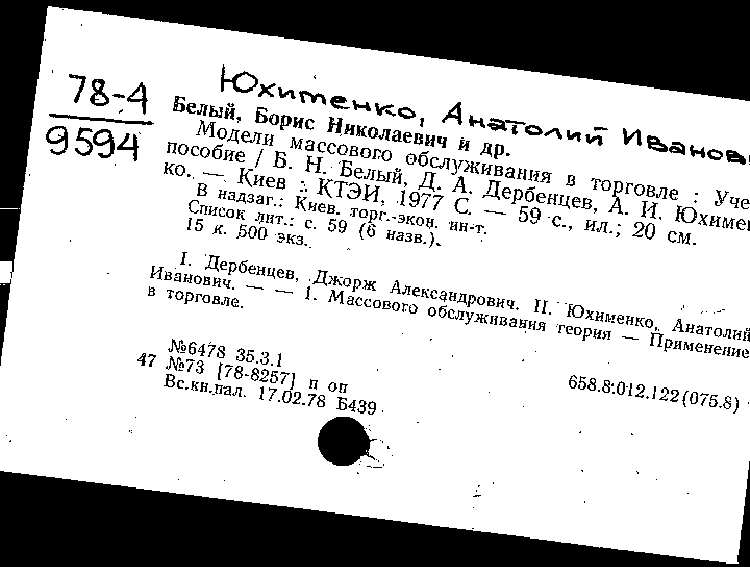 Юхименко, Анатолий Иванов
78-4
9594
Белый, Борис Николаевич и др.
Модели массового обслуживания в торговле : Уче
пособие / Б. Н. Белый, Д. А. Дербенцев, А. И. Юхиме
ко. — Киев : КТЭИ, 1977 С. — 59 с., ил.; 20 см.
В надзаг.: Киев. торг.-экон. ин-т.
Список лит.: с. 59 (6 назв.).
15 к. 500 экз.
I. Дербенцев, Джорж Александрович. II. Юхименко, Анатолий
Иванович. — — 1. Массового обслуживания теория — Применение
в торговле.
№6478 35.3.1
47 №73 [78-8257] п оп
Вс.кн.пал. 17.02.78 Б439
658.8:012.122(075.8)